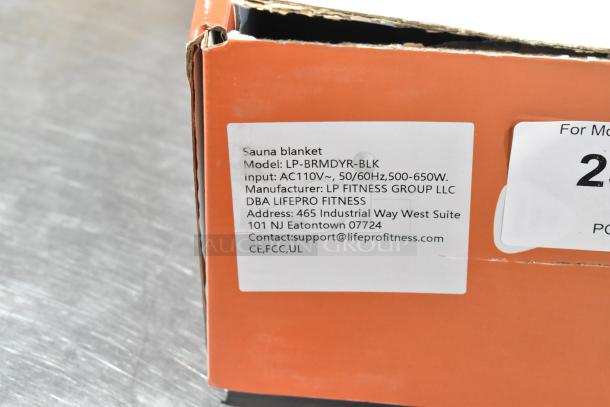 Sauna blanket
Model: LP-BRMDYR-BLK
input: AC110V~, 50/60Hz,500-650W.
Manufacturer: LP FITNESS GROUP LLC
DBA LIFEPRO FITNESS
Address: 465 Industrial Way West Suite
101 NJ Eatontown 07724
Contact:support@lifeprofitness.com
CE,FCC,UL
AUCTION GROUP
For Mo
2
PO